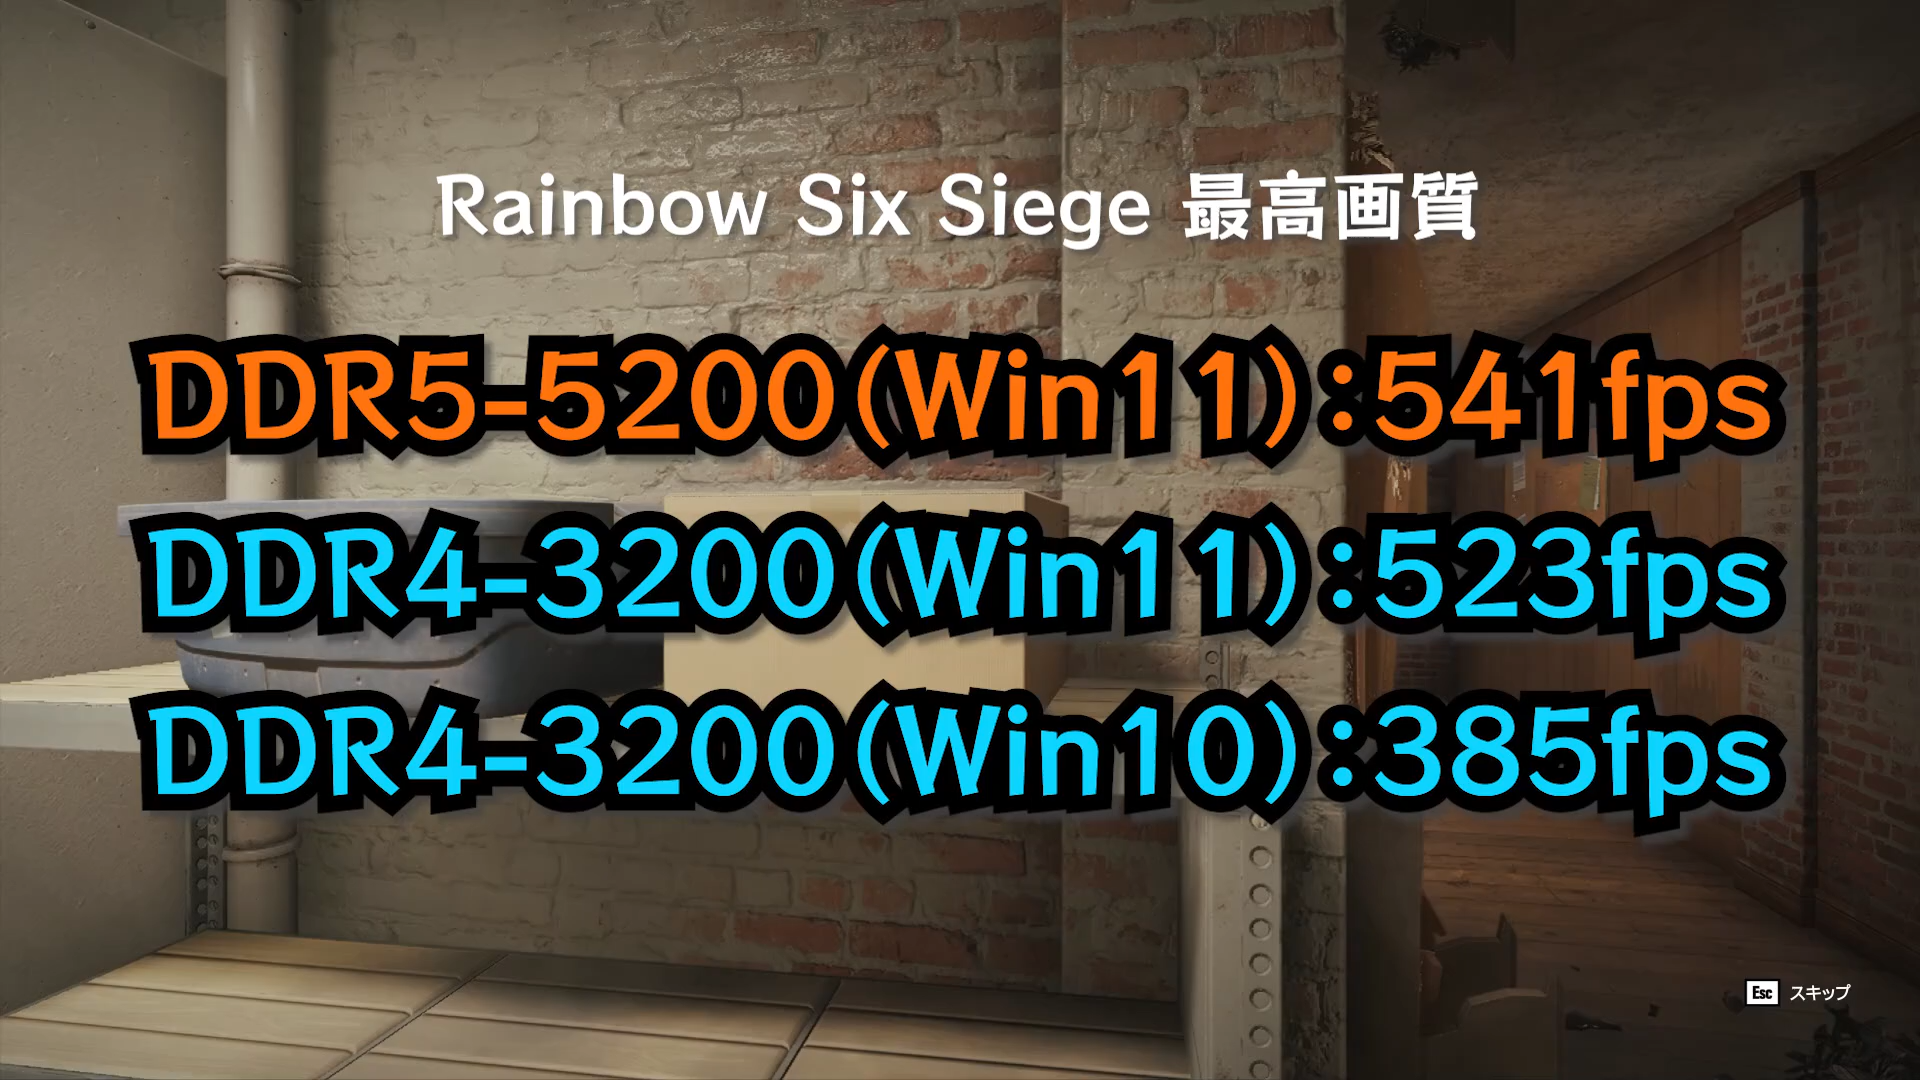 Rainbow Six Siege 最高画質
DDR5-5200(Win11):541fps
DDR4-3200(Win11):523fps
DDR4-3200(Win10):385fps
Esc スキップ